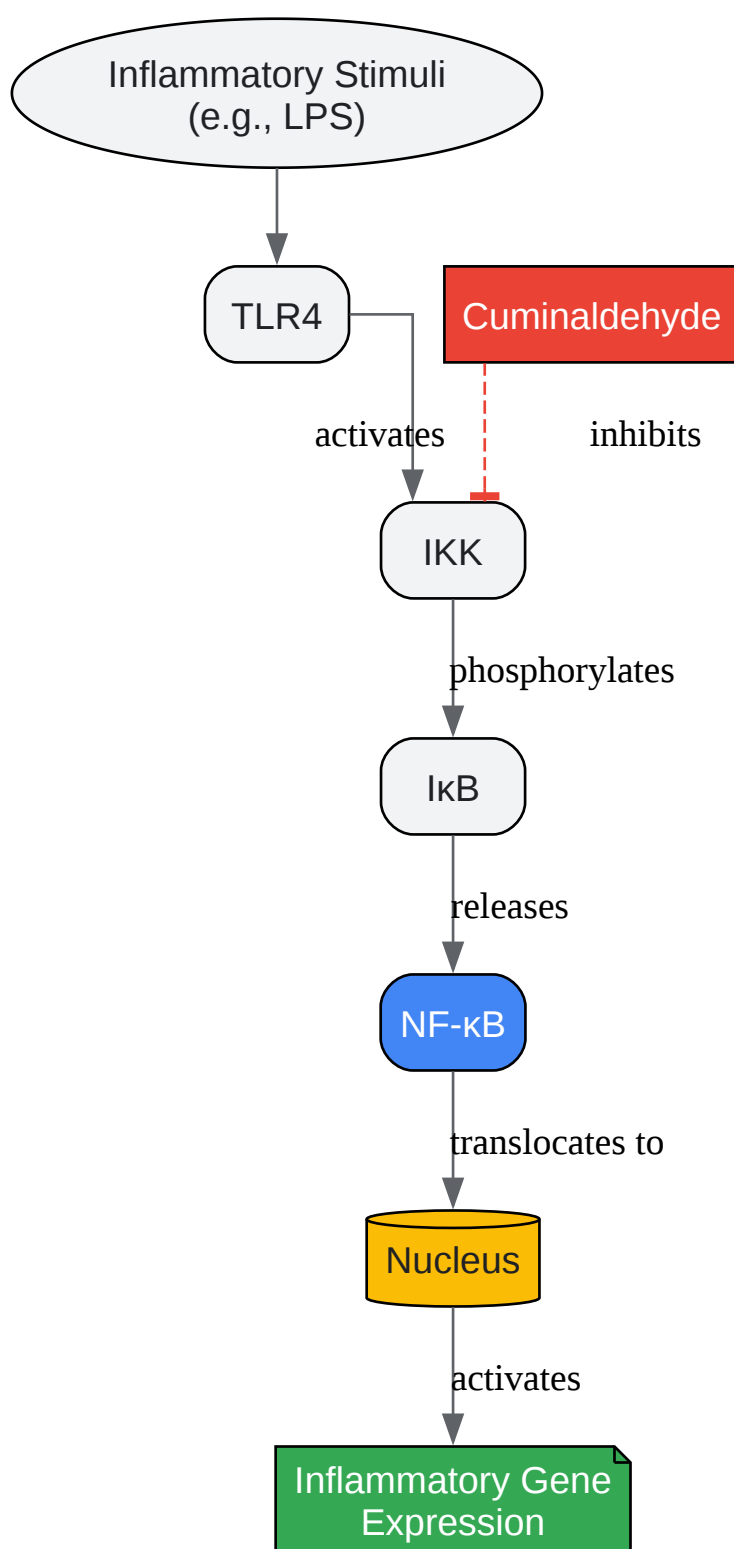 Inflammatory Stimuli
(e.g., LPS)
TLR4
Cuminaldehyde
activates
inhibits
IKK
phosphorylates
IκB
releases
NF-κB
translocates to
Nucleus
activates
Inflammatory Gene
Expression